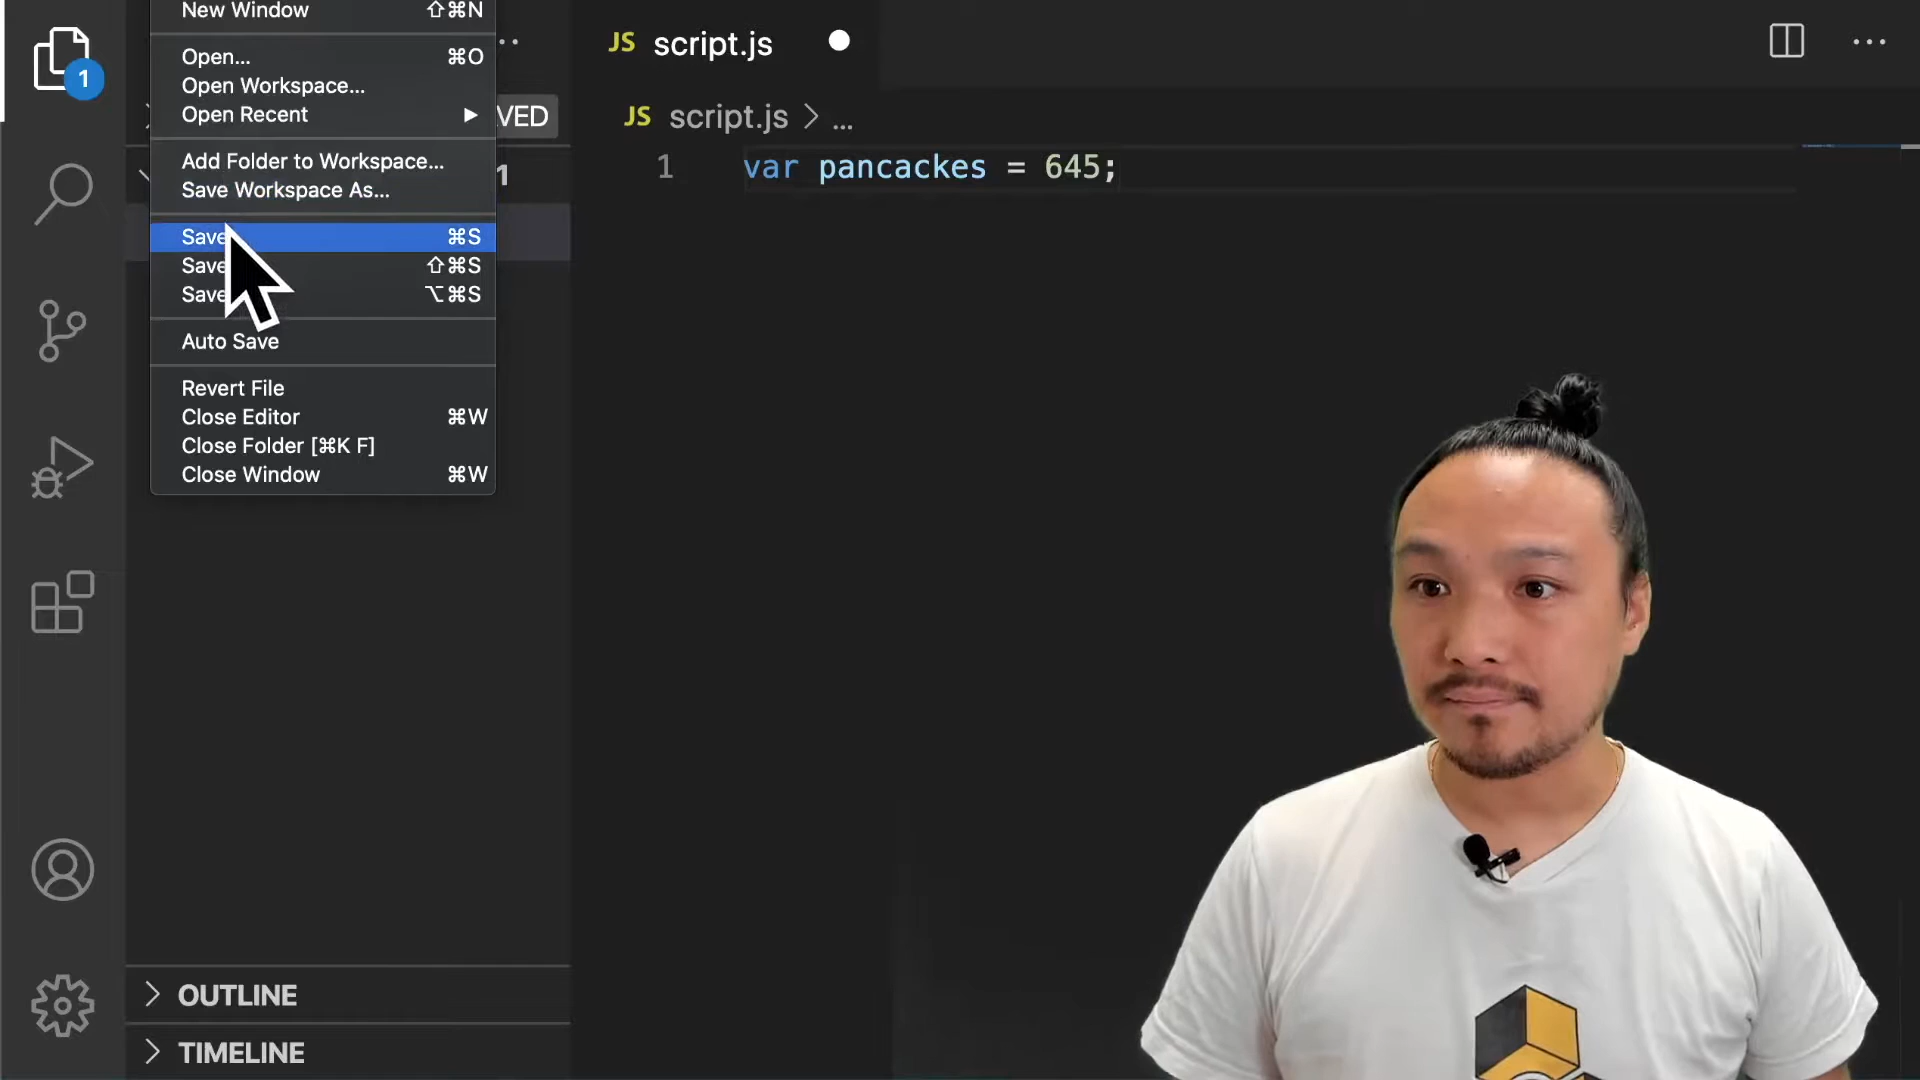 New Window ⇧⌘N
Open... ⌘O
Open Workspace...
Open Recent ▶
Add Folder to Workspace...
Save Workspace As...
Save ⌘S
Save ⇧⌘S
Save ⌥⌘S
Auto Save
Revert File
Close Editor ⌘W
Close Folder [⌘K F]
Close Window ⌘W
1
VED
1
OUTLINE
TIMELINE
JS script.js
JS script.js > ...
1 var pancackes = 645;